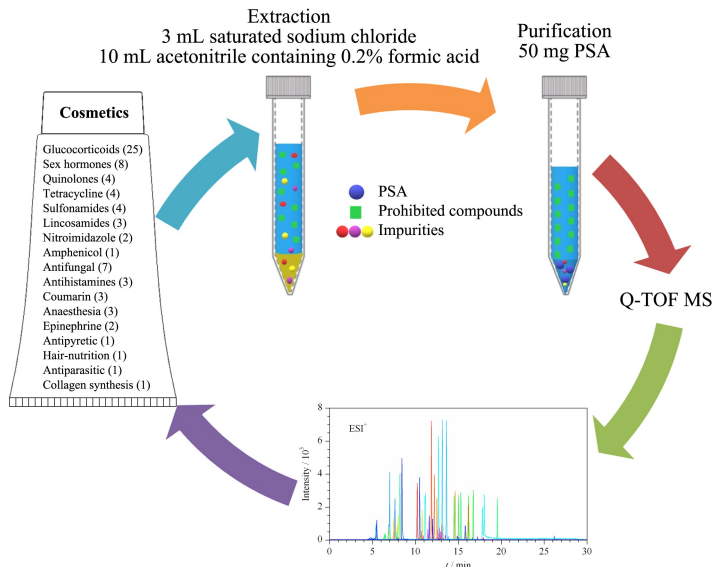 Extraction
3 mL saturated sodium chloride
10 mL acetonitrile containing 0.2% formic acid
Purification
50 mg PSA
Cosmetics
Glucocorticoids (25)
Sex hormones (8)
Quinolones (4)
Tetracycline (4)
Sulfonamides (4)
Lincosamides (3)
Nitroimidazole (2)
Amphenicol (1)
Antifungal (7)
Antihistamines (3)
Coumarin (3)
Anaesthesia (3)
Epinephrine (2)
Antipyretic (1)
Hair-nutrition (1)
Antiparasitic (1)
Collagen synthesis (1)
PSA
Prohibited compounds
Impurities
Q-TOF MS
ESI⁺
Intensity / 10⁵
8
6
4
2
0
0 5 10 15 20 25 30
t / min